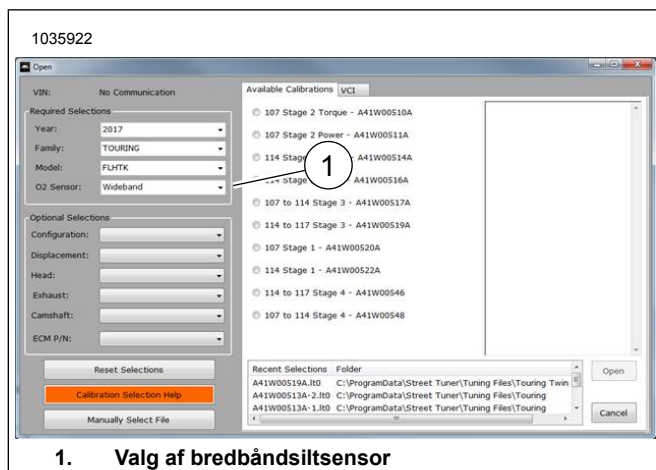 1035922
Open
VIN: No Communication
Required Selections
Year: 2017
Family: TOURING
Model: FLHTK
O2 Sensor: Wideband
Optional Selections
Configuration:
Displacement:
Head:
Exhaust:
Camshaft:
ECM P/N:
Reset Selections
Calibration Selection Help
Manually Select File
Available Calibrations VCI
107 Stage 2 Torque - A41W00510A
107 Stage 2 Power - A41W00511A
114 Stage - A41W00514A
Stage A41W00516A
107 to 114 Stage 3 - A41W00517A
114 to 117 Stage 3 - A41W00519A
107 Stage 1 - A41W00520A
114 Stage 1 - A41W00522A
114 to 117 Stage 4 - A41W00546
107 to 114 Stage 4 - A41W00548
1
Recent Selections Folder
A41W00519A.lt0 C:\ProgramData\Street Tuner\Tuning Files\Touring Twin
A41W00513A-2.lt0 C:\ProgramData\Street Tuner\Tuning Files\Touring
A41W00513A-1.lt0 C:\ProgramData\Street Tuner\Tuning Files\Touring
Open
Cancel
1. Valg af bredbåndsiltsensor